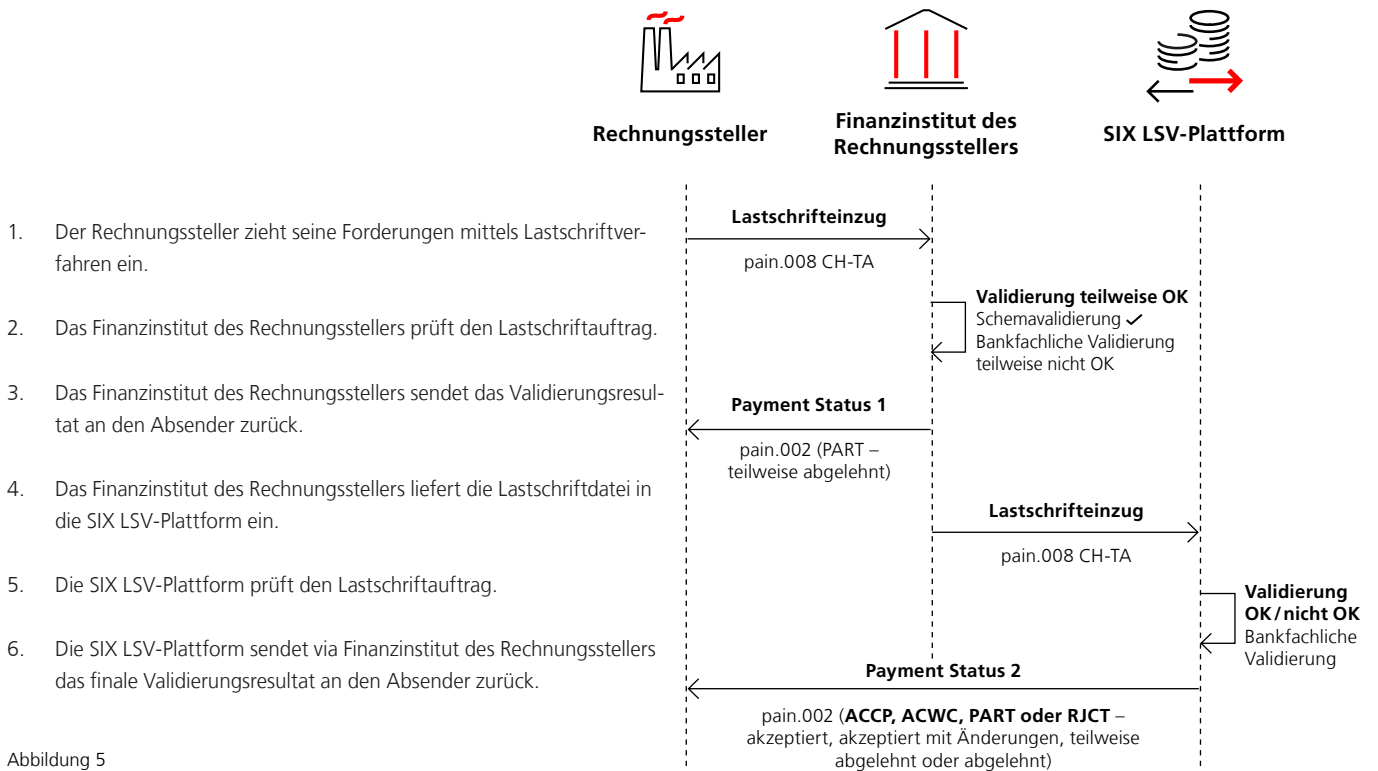 Rechnungssteller
Finanzinstitut des
Rechnungsstellers
SIX LSV-Plattform
1. Der Rechnungssteller zieht seine Forderungen mittels Lastschriftver-
fahren ein.
2. Das Finanzinstitut des Rechnungsstellers prüft den Lastschriftauftrag.
3. Das Finanzinstitut des Rechnungsstellers sendet das Validierungsresul-
tat an den Absender zurück.
4. Das Finanzinstitut des Rechnungsstellers liefert die Lastschriftdatei in
die SIX LSV-Plattform ein.
5. Die SIX LSV-Plattform prüft den Lastschriftauftrag.
6. Die SIX LSV-Plattform sendet via Finanzinstitut des Rechnungsstellers
das finale Validierungsresultat an den Absender zurück.
Abbildung 5
Lastschrifteinzug
pain.008 CH-TA
Validierung teilweise OK
Schemavalidierung ✓
Bankfachliche Validierung
teilweise nicht OK
Payment Status 1
pain.002 (PART –
teilweise abgelehnt)
Lastschrifteinzug
pain.008 CH-TA
Validierung
OK/nicht OK
Bankfachliche
Validierung
Payment Status 2
pain.002 (ACCP, ACWC, PART oder RJCT –
akzeptiert, akzeptiert mit Änderungen, teilweise
abgelehnt oder abgelehnt)